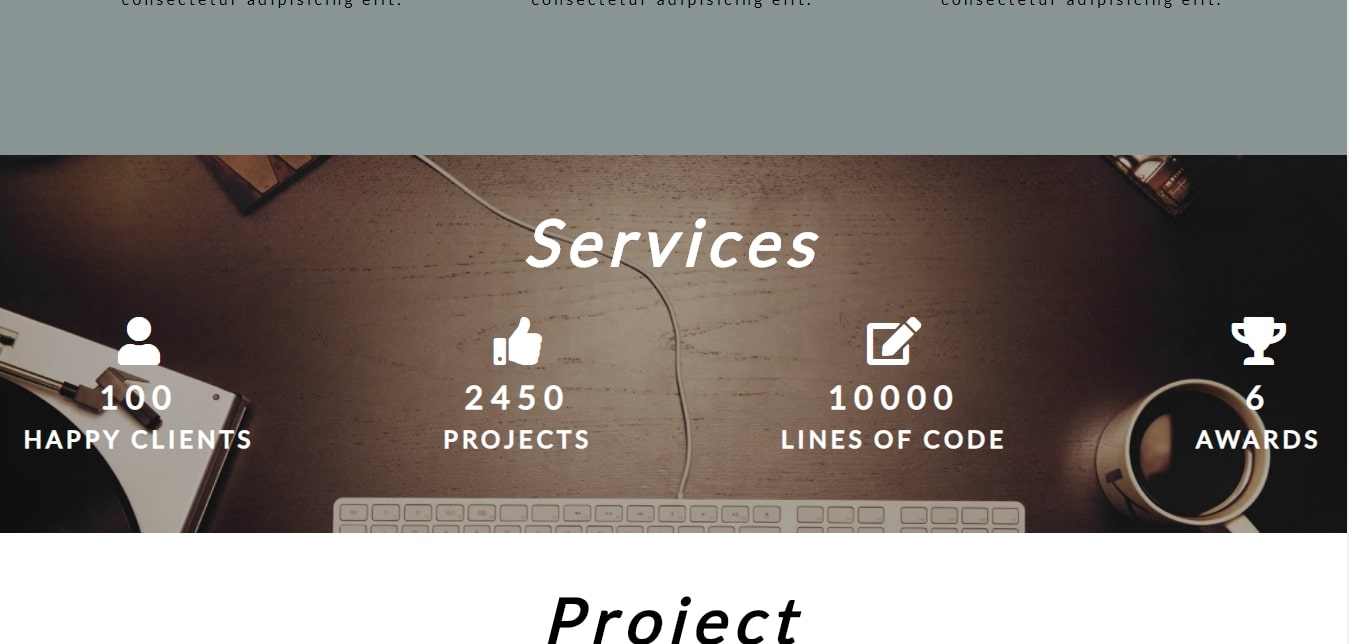 consectetur adipisicing elit. consectetur adipisicing elit. consectetur adipisicing elit.
Services
100 2450 10000 6
HAPPY CLIENTS PROJECTS LINES OF CODE AWARDS
Project